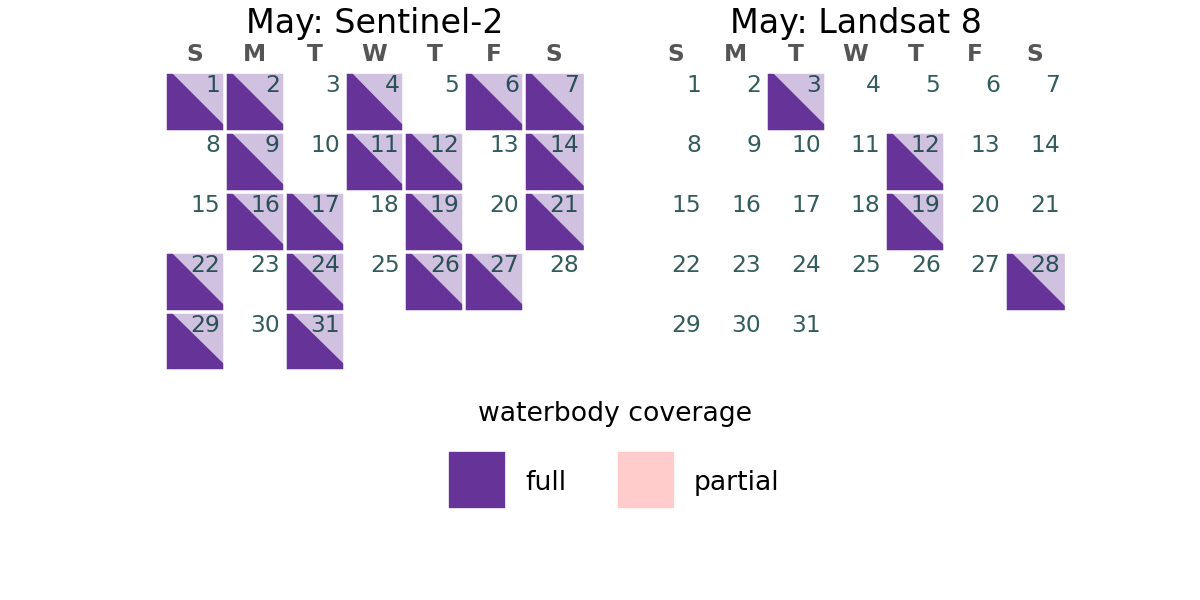 May: Sentinel-2
S M T W T F S
1 2 3 4 5 6 7
8 9 10 11 12 13 14
15 16 17 18 19 20 21
22 23 24 25 26 27 28
29 30 31
May: Landsat 8
S M T W T F S
1 2 3 4 5 6 7
8 9 10 11 12 13 14
15 16 17 18 19 20 21
22 23 24 25 26 27 28
29 30 31
waterbody coverage
full partial